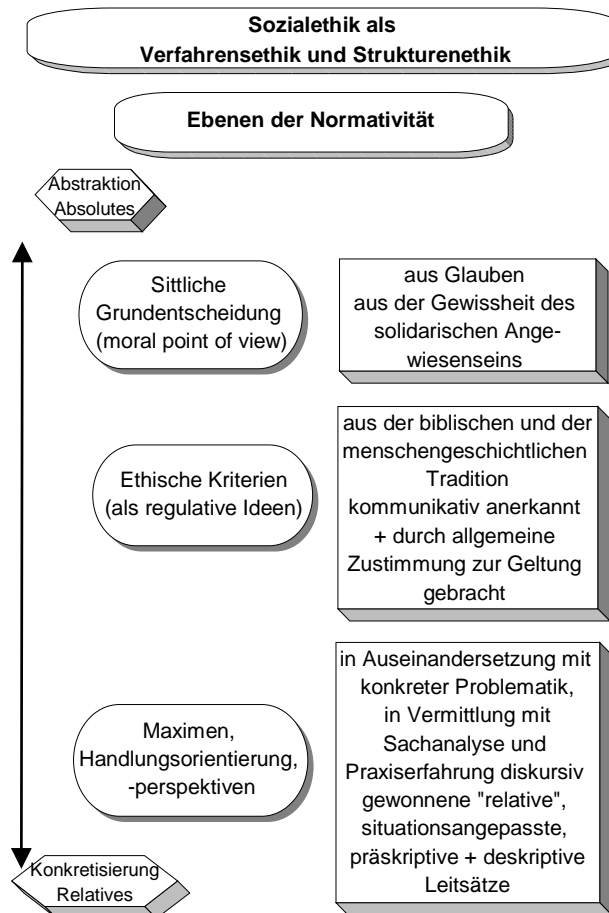 Sozialethik als
Verfahrensethik und Strukturenethik
Ebenen der Normativität
Abstraktion
Absolutes
Sittliche
Grundentscheidung
(moral point of view)
aus Glauben
aus der Gewissheit des
solidarischen Ange-
wiesenseins
Ethische Kriterien
(als regulative Ideen)
aus der biblischen und der
menschengeschichtlichen
Tradition
kommunikativ anerkannt
+ durch allgemeine
Zustimmung zur Geltung
gebracht
Maximen,
Handlungsorientierung,
-perspektiven
in Auseinandersetzung mit
konkreter Problematik,
in Vermittlung mit
Sachanalyse und
Praxiserfahrung diskursiv
gewonnene "relative",
situationsangepasste,
präskriptive + deskriptive
Leitsätze
Konkretisierung
Relatives